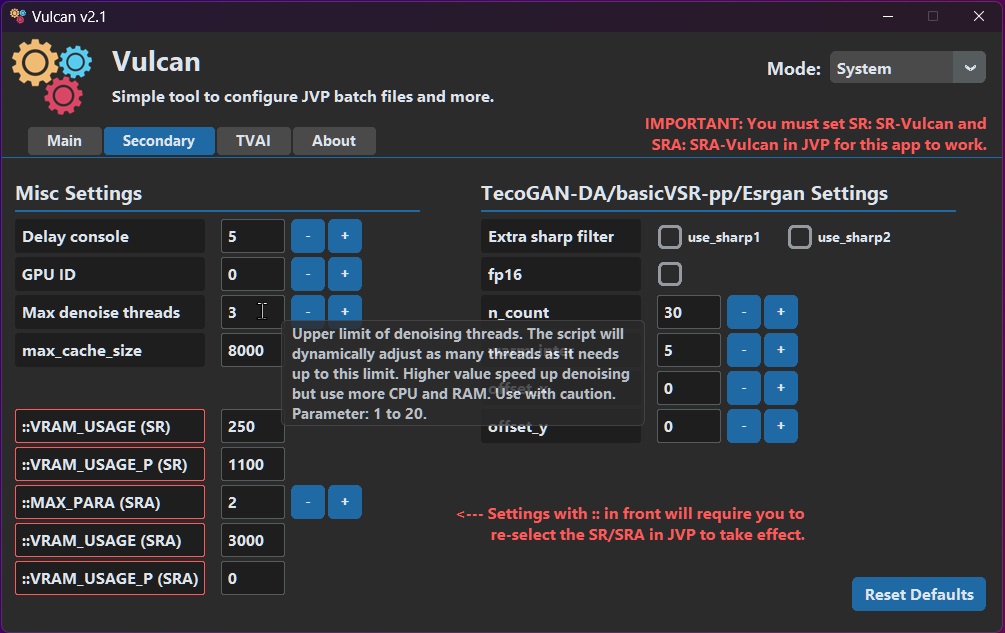 Vulcan v2.1
Vulcan
Simple tool to configure JVP batch files and more.
Mode: System
IMPORTANT: You must set SR: SR-Vulcan and
SRA: SRA-Vulcan in JVP for this app to work.
Main Secondary TVAI About
Misc Settings
Delay console 5 - +
GPU ID 0 - +
Max denoise threads 3 - +
max_cache_size 8000
Upper limit of denoising threads. The script will
dynamically adjust as many threads as it needs
up to this limit. Higher value speed up denoising
but use more CPU and RAM. Use with caution.
Parameter: 1 to 20.
::VRAM_USAGE (SR) 250
::VRAM_USAGE_P (SR) 1100
::MAX_PARA (SRA) 2 - +
::VRAM_USAGE (SRA) 3000
::VRAM_USAGE_P (SRA) 0
TecoGAN-DA/basicVSR-pp/Esrgan Settings
Extra sharp filter use_sharp1 use_sharp2
fp16
n_count 30 - +
5 - +
0 - +
offset_y 0 - +
<--- Settings with :: in front will require you to
re-select the SR/SRA in JVP to take effect.
Reset Defaults